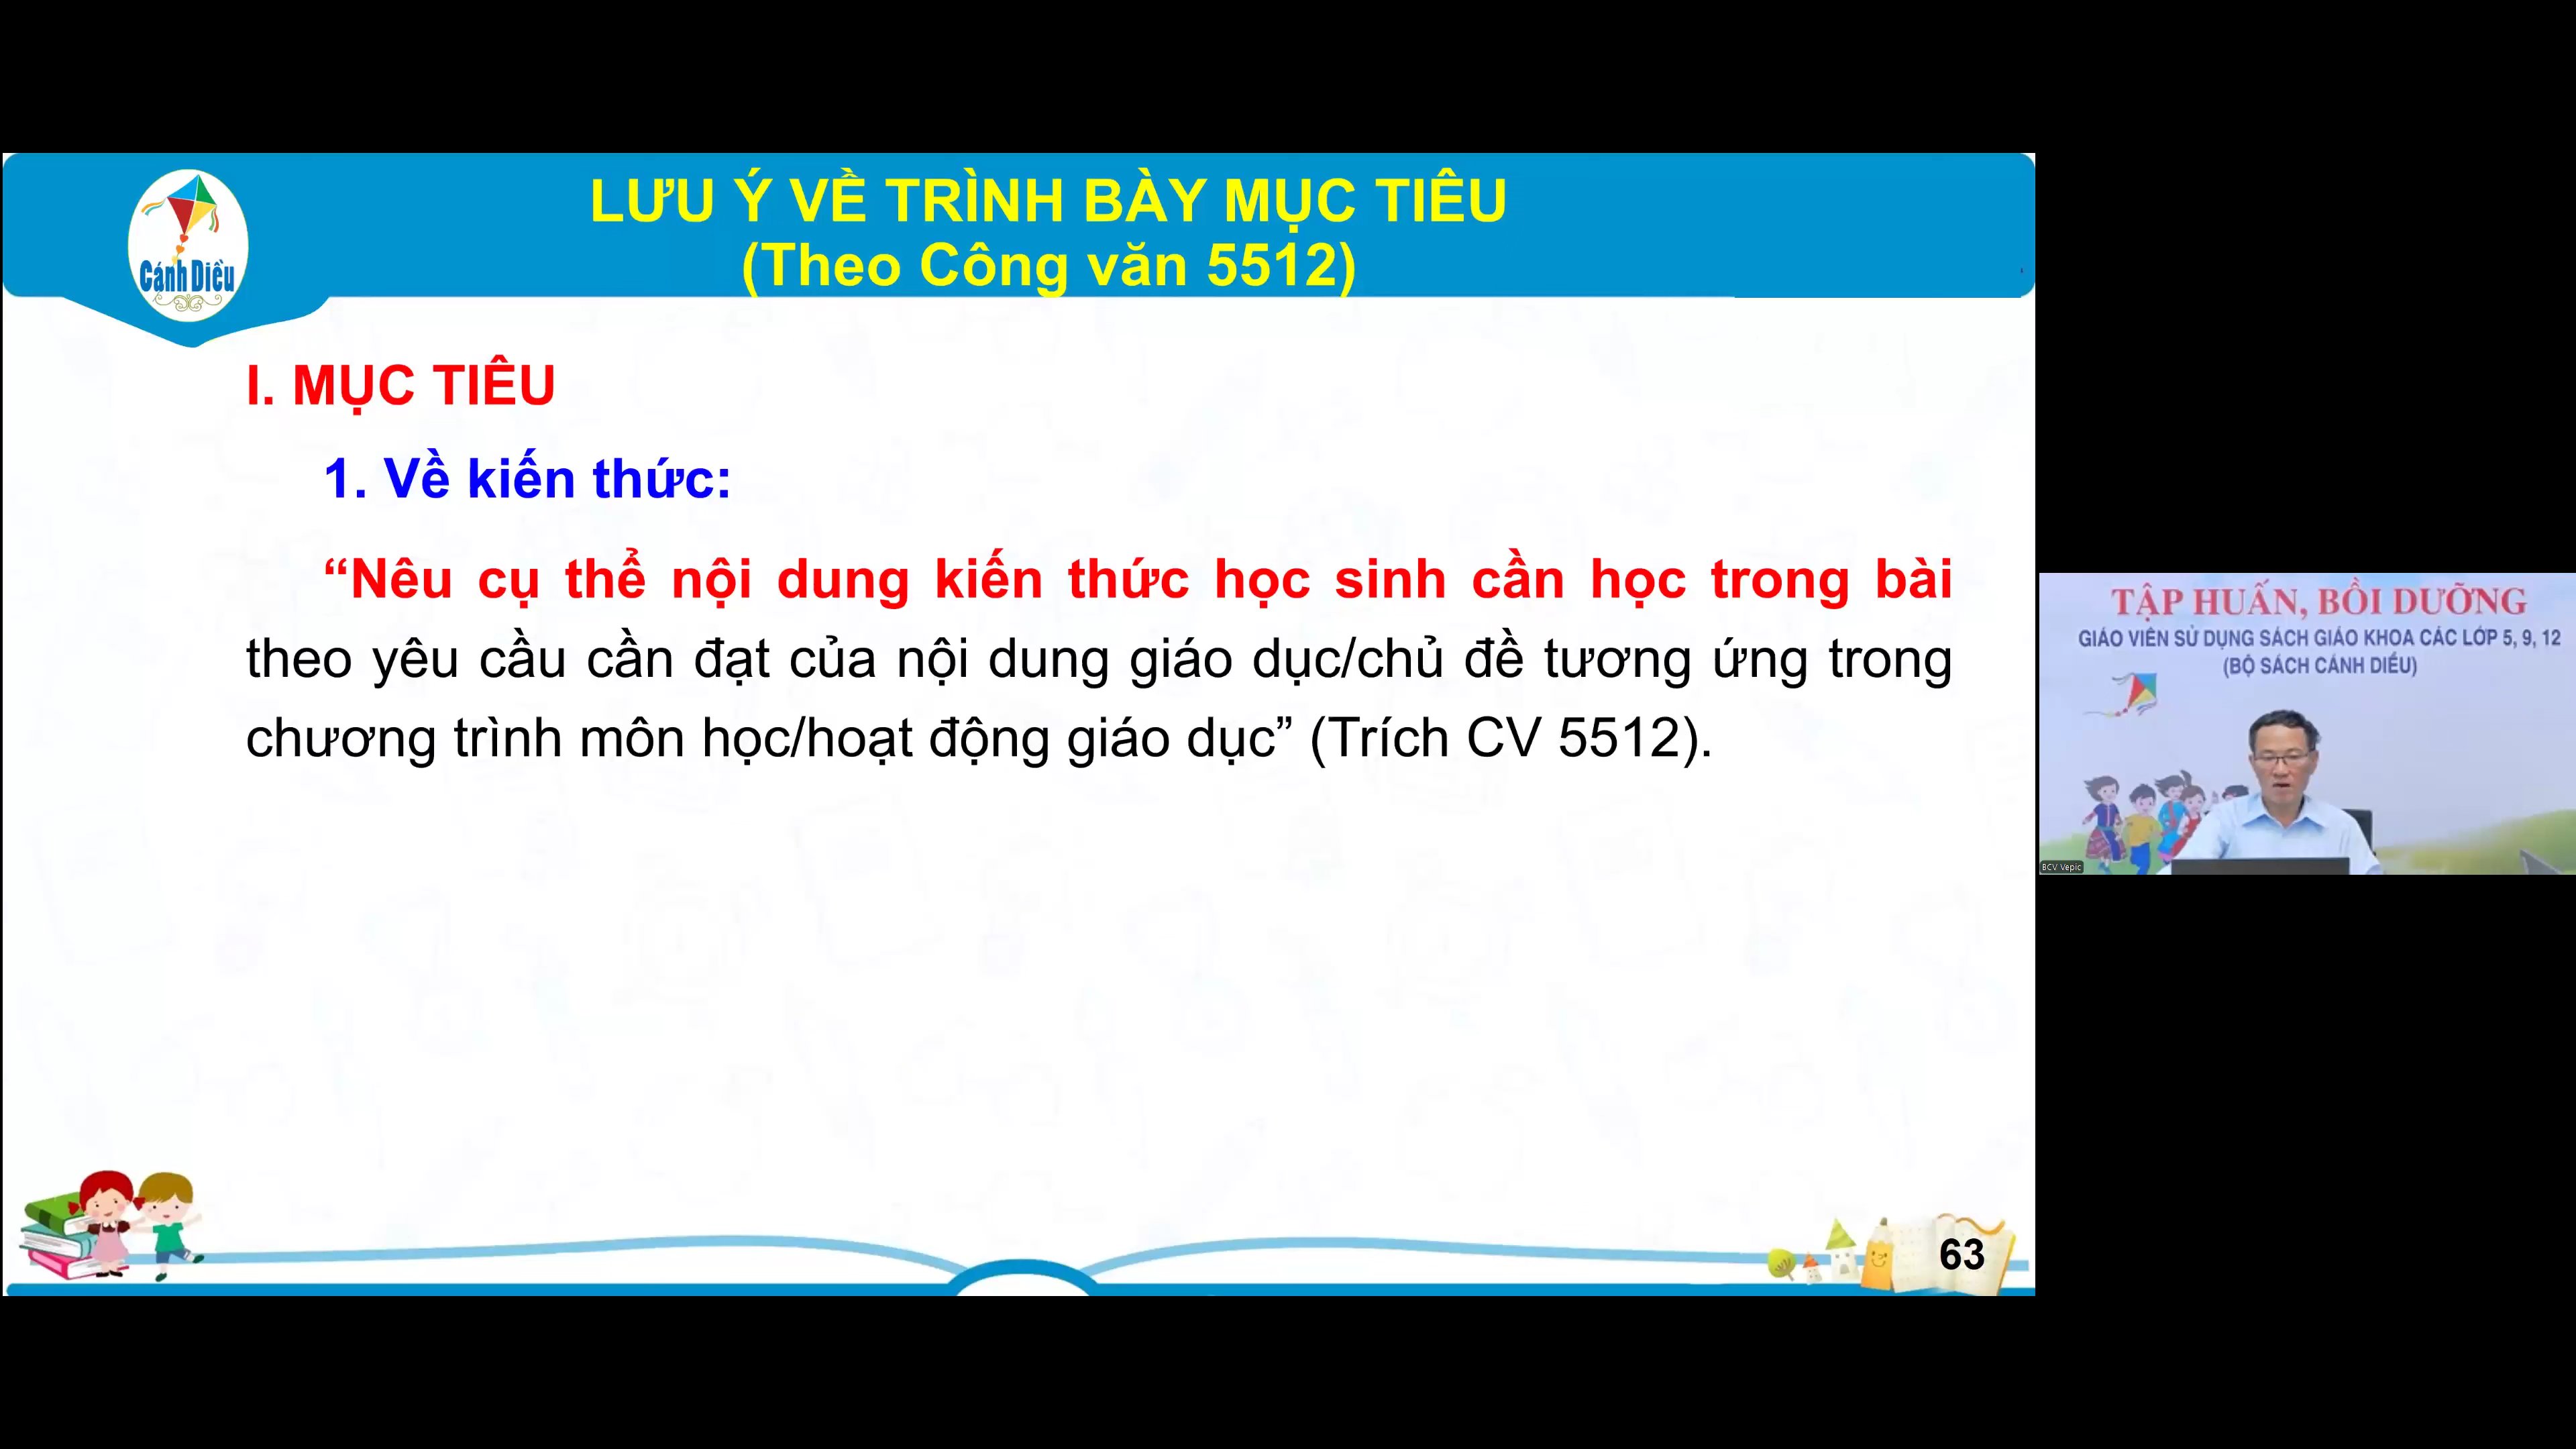 LƯU Ý VỀ TRÌNH BÀY MỤC TIÊU
(Theo Công văn 5512)
Cánh Diều
I. MỤC TIÊU
1. Về kiến thức:
“Nêu cụ thể nội dung kiến thức học sinh cần học trong bài
theo yêu cầu cần đạt của nội dung giáo dục/chủ đề tương ứng trong
chương trình môn học/hoạt động giáo dục” (Trích CV 5512).
63
TẬP HUẤN, BỒI DƯỠNG
GIÁO VIÊN SỬ DỤNG SÁCH GIÁO KHOA CÁC LỚP 5, 9, 12
(BỘ SÁCH CÁNH DIỀU)
BCV Vepic